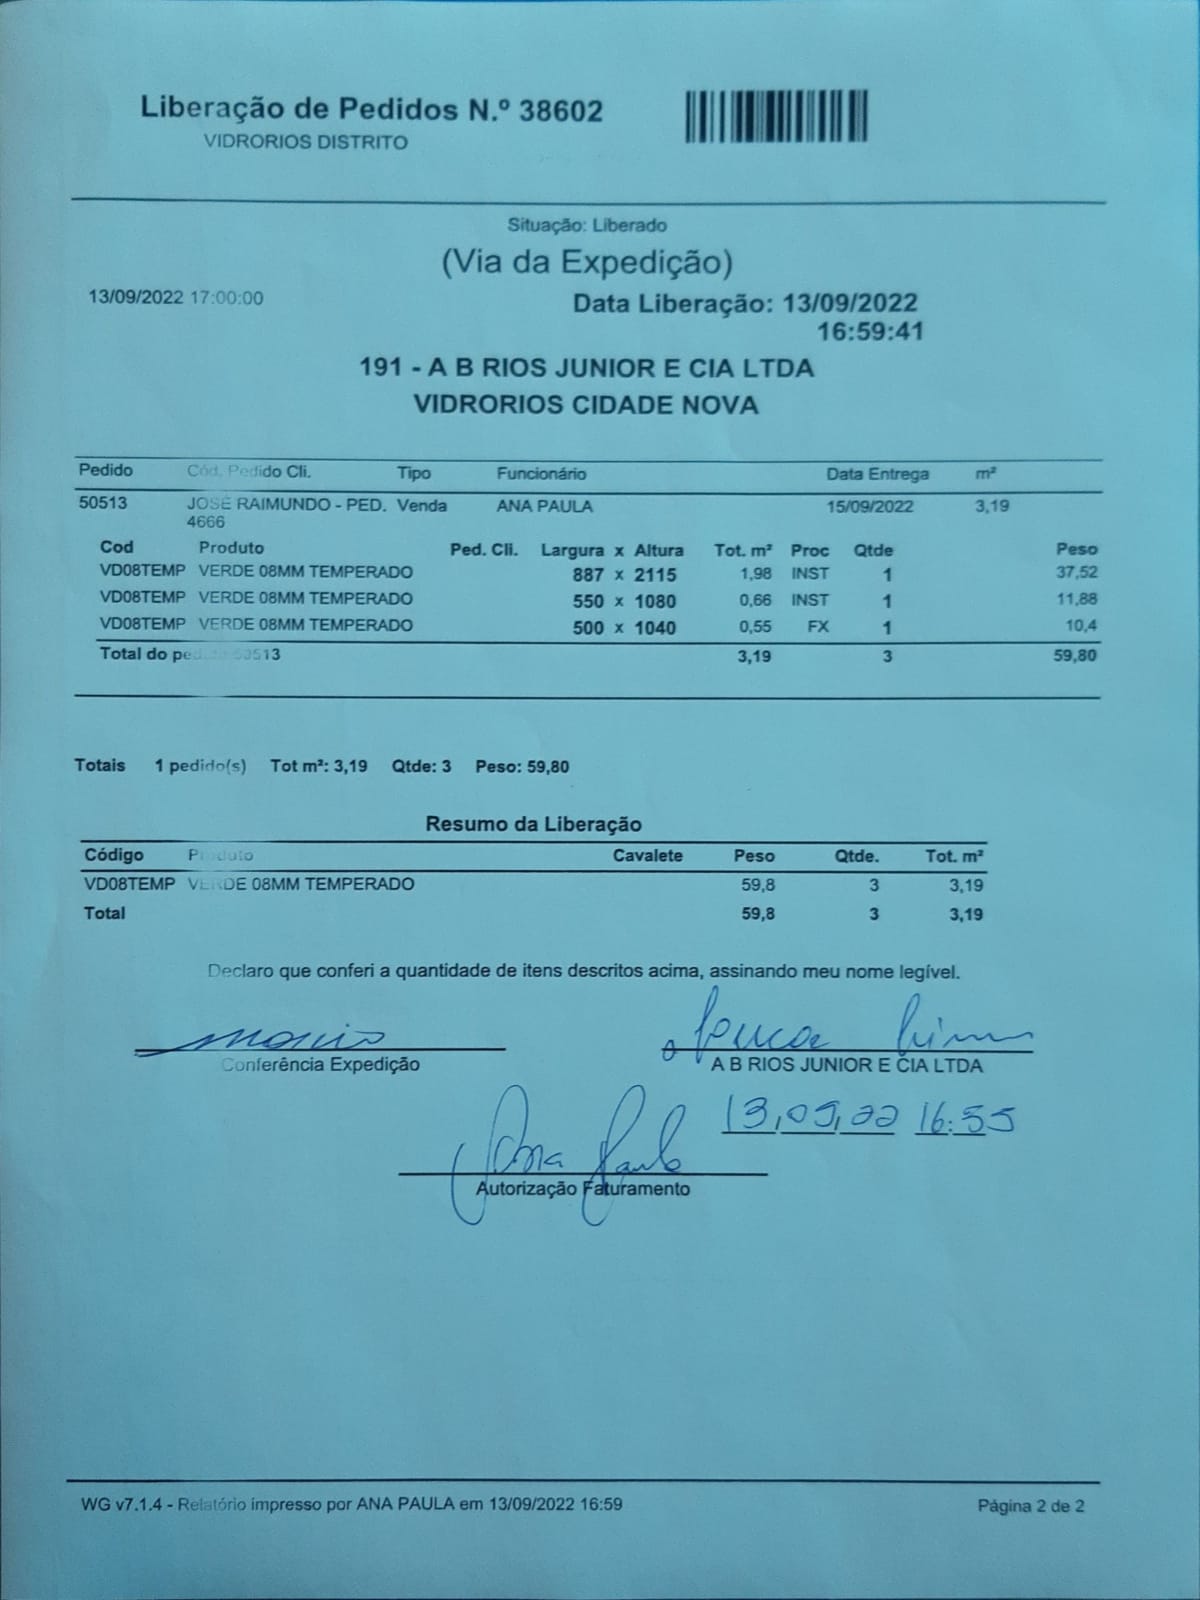 Liberação de Pedidos N.º 38602
VIDRORIOS DISTRITO
Situação: Liberado
(Via da Expedição)
13/09/2022 17:00:00
Data Liberação: 13/09/2022
16:59:41
191 - A B RIOS JUNIOR E CIA LTDA
VIDRORIOS CIDADE NOVA
Pedido Cód. Pedido Cli. Tipo Funcionário Data Entrega m²
50513 JOSÉ RAIMUNDO - PED. Venda ANA PAULA 15/09/2022 3,19
4666
Cod Produto Ped. Cli. Largura x Altura Tot. m² Proc Qtde Peso
VD08TEMP VERDE 08MM TEMPERADO 887 x 2115 1,98 INST 1 37,52
VD08TEMP VERDE 08MM TEMPERADO 550 x 1080 0,66 INST 1 11,88
VD08TEMP VERDE 08MM TEMPERADO 500 x 1040 0,55 FX 1 10,4
Total do pedido 50513 3,19 3 59,80
Totais 1 pedido(s) Tot m²: 3,19 Qtde: 3 Peso: 59,80
Resumo da Liberação
Código Produto Cavalete Peso Qtde. Tot. m²
VD08TEMP VERDE 08MM TEMPERADO 59,8 3 3,19
Total 59,8 3 3,19
Declaro que conferi a quantidade de itens descritos acima, assinando meu nome legível.
Conferência Expedição
A B RIOS JUNIOR E CIA LTDA
13,09,22 16:55
Ana Paula
Autorização Faturamento
WG v7.1.4 - Relatório impresso por ANA PAULA em 13/09/2022 16:59
Página 2 de 2